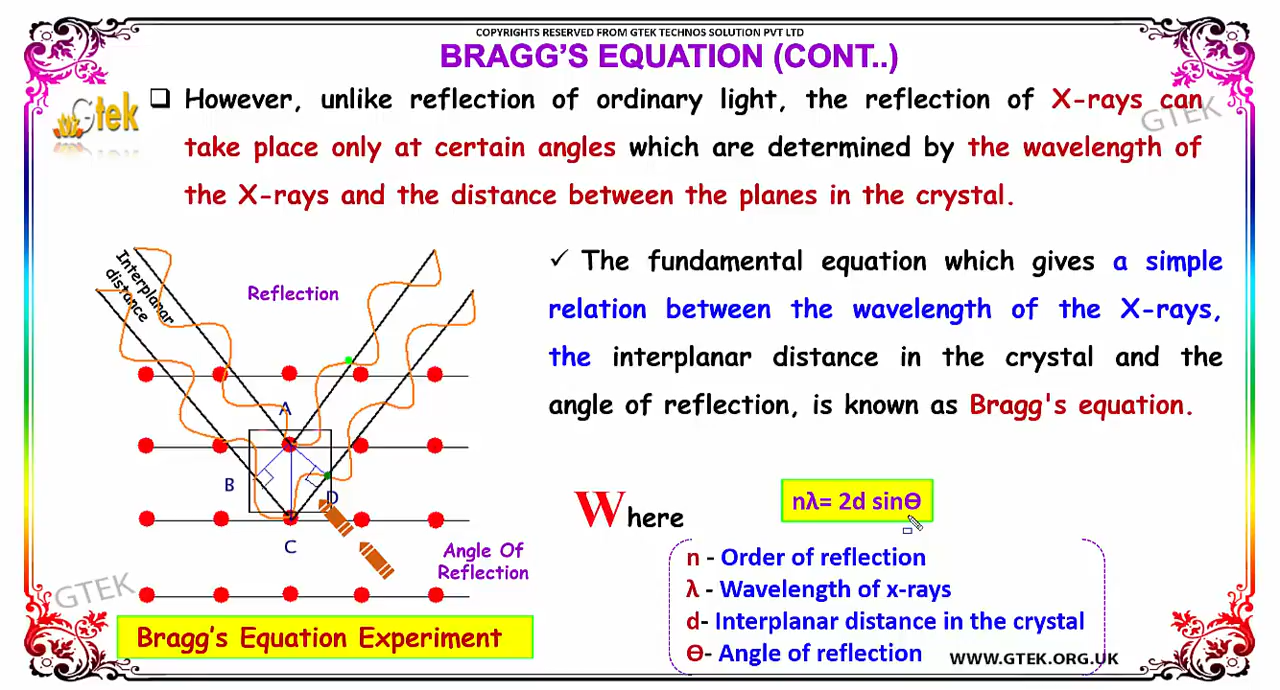 COPYRIGHTS RESERVED FROM GTEK TECHNOS SOLUTION PVT LTD
BRAGG’S EQUATION (CONT..)
Gtek
❑ However, unlike reflection of ordinary light, the reflection of X-rays can
GTEK
take place only at certain angles which are determined by the wavelength of
the X-rays and the distance between the planes in the crystal.
Interplanar
distance
Reflection
A
B
D
C
Angle Of
Reflection
GTEK
Bragg’s Equation Experiment
✓ The fundamental equation which gives a simple
relation between the wavelength of the X-rays,
the interplanar distance in the crystal and the
angle of reflection, is known as Bragg's equation.
Where
nλ= 2d sinΘ
n - Order of reflection
λ - Wavelength of x-rays
d- Interplanar distance in the crystal
Θ- Angle of reflection
WWW.GTEK.ORG.UK